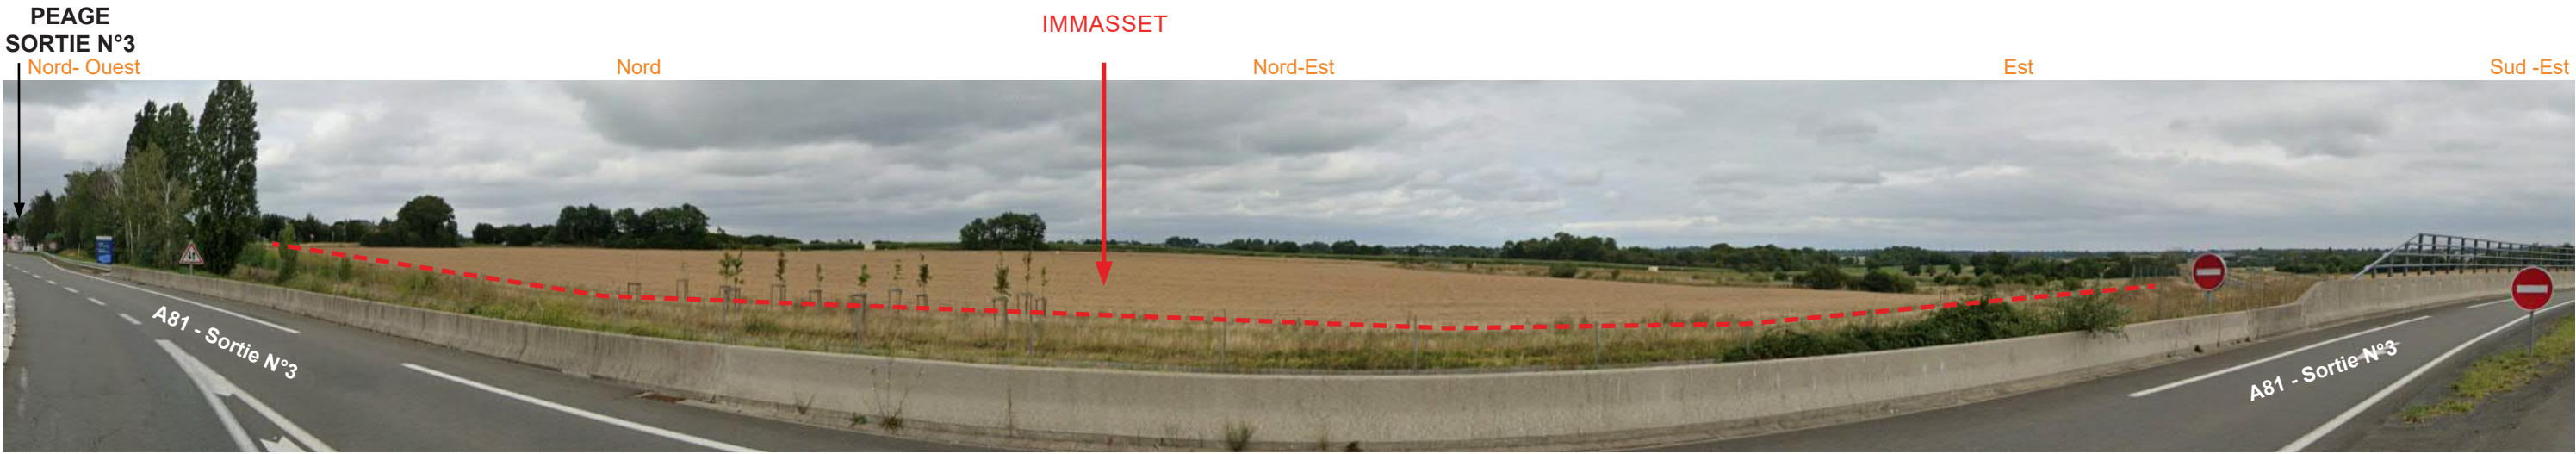 PEAGE
SORTIE N°3
IMMASSET
Nord- Ouest
Nord
Nord-Est
Est
Sud -Est
A81 - Sortie N°3
A81 - Sortie N°3